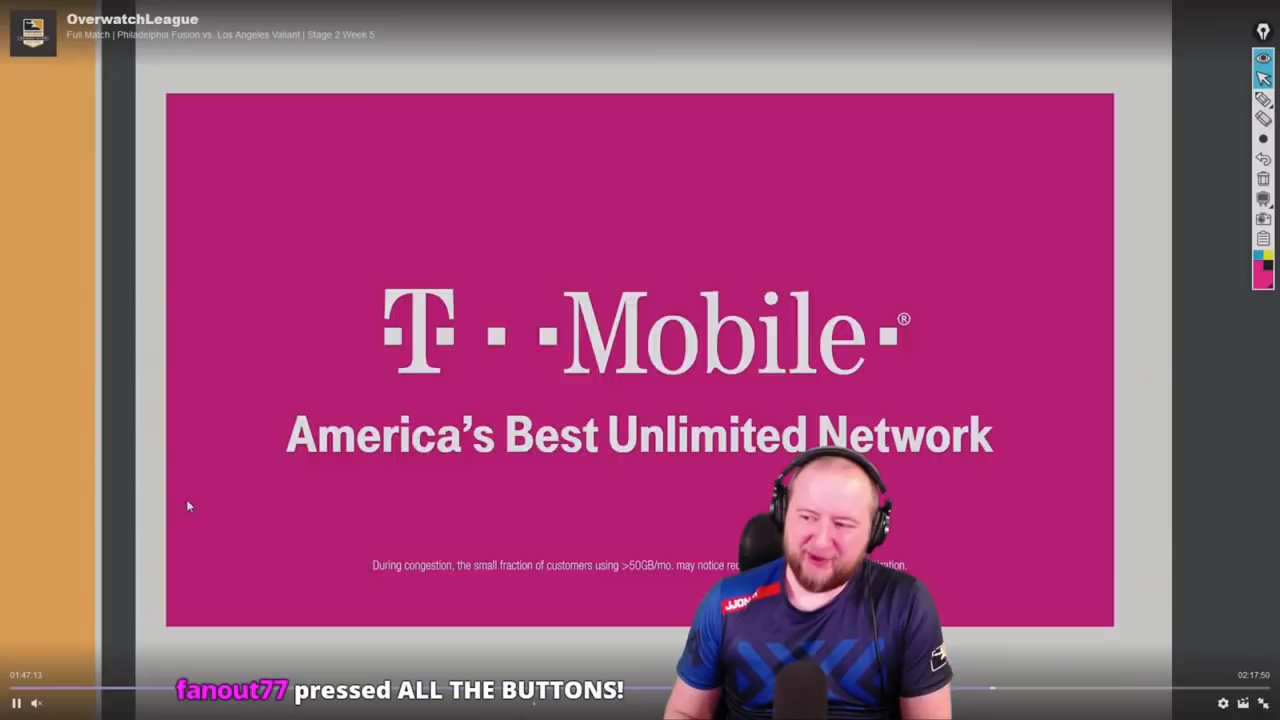 OverwatchLeague
Full Match | Philadelphia Fusion vs. Los Angeles Valiant | Stage 2 Week 5
T Mobile ®
America's Best Unlimited Network
During congestion, the small fraction of customers using >50GB/mo. may notice
JJON
01:47:13
02:17:50
fanout77 pressed ALL THE BUTTONS!